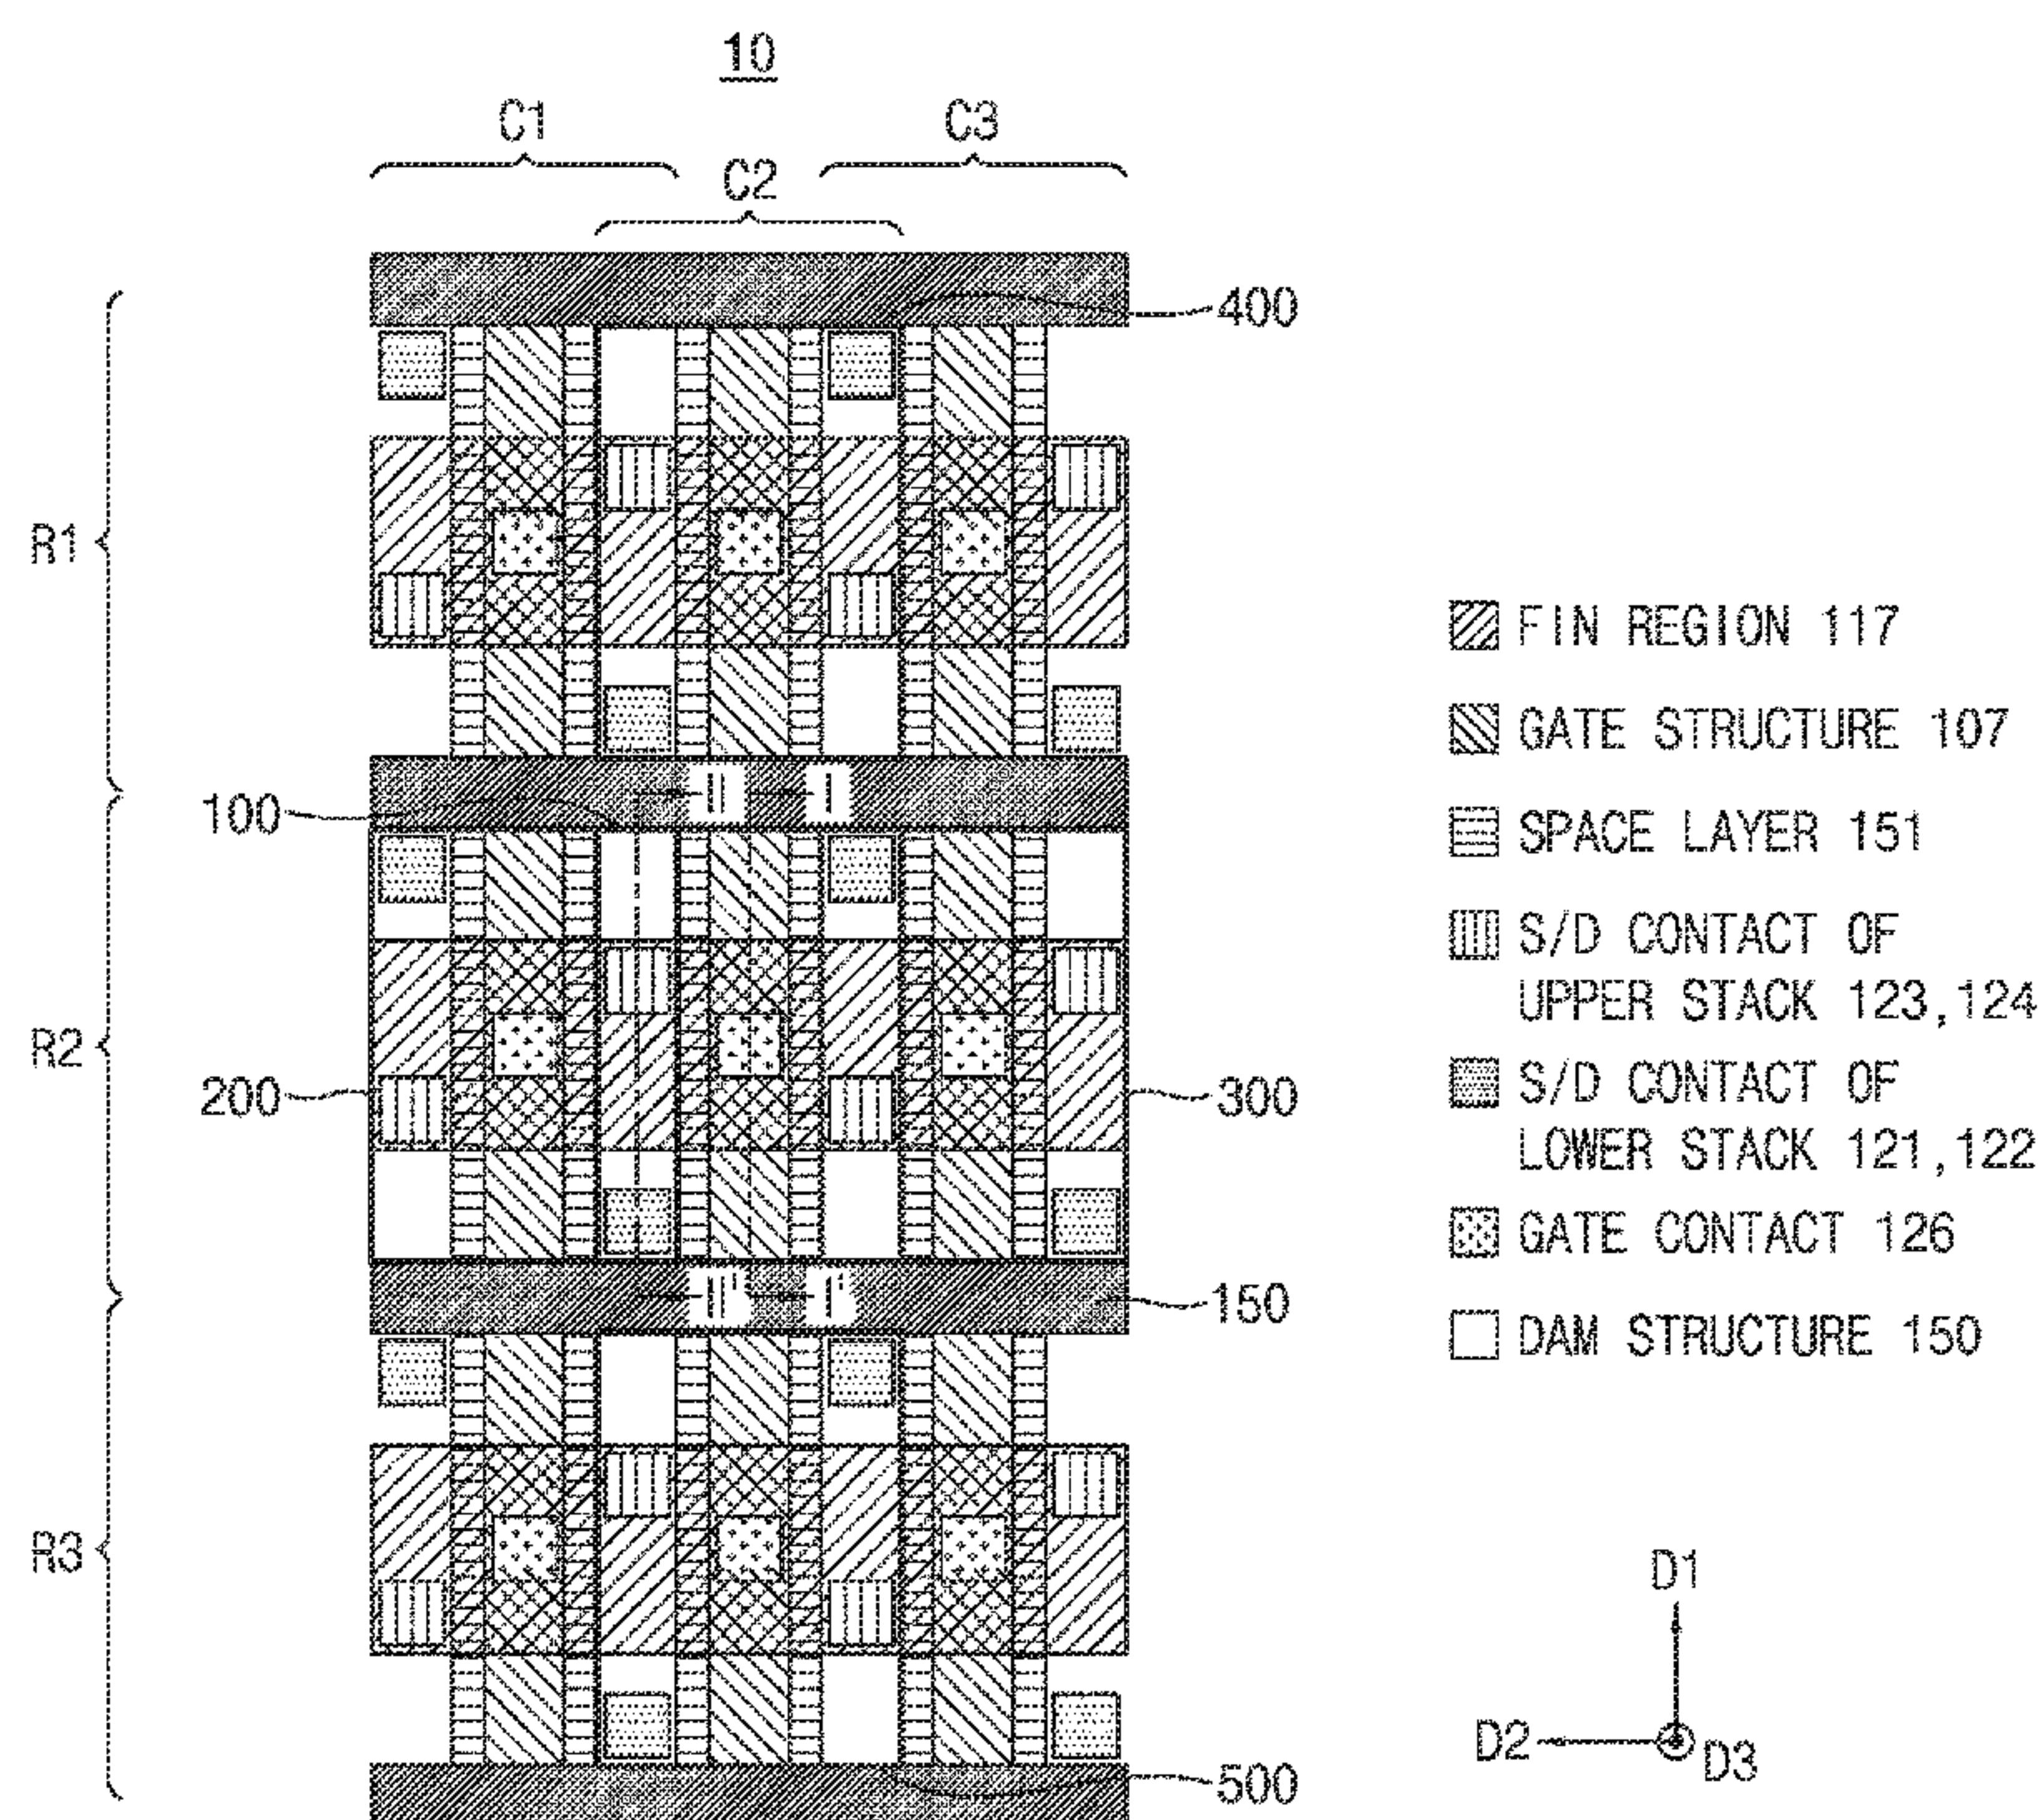 10
C1
C3
C2
400
R1
II
I
100
R2
200
300
II'
I'
150
R3
500
FIN REGION 117
GATE STRUCTURE 107
SPACE LAYER 151
S/D CONTACT OF
UPPER STACK 123,124
S/D CONTACT OF
LOWER STACK 121,122
GATE CONTACT 126
DAM STRUCTURE 150
D1
D2
D3